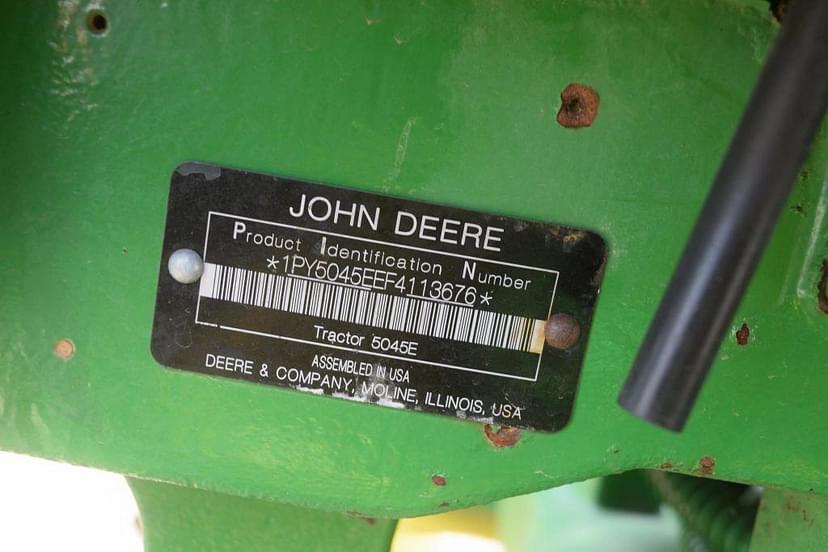 JOHN DEERE
Product Identification Number
*1PY5045EEF4113676*
Tractor 5045E
ASSEMBLED IN USA
DEERE & COMPANY, MOLINE, ILLINOIS, USA